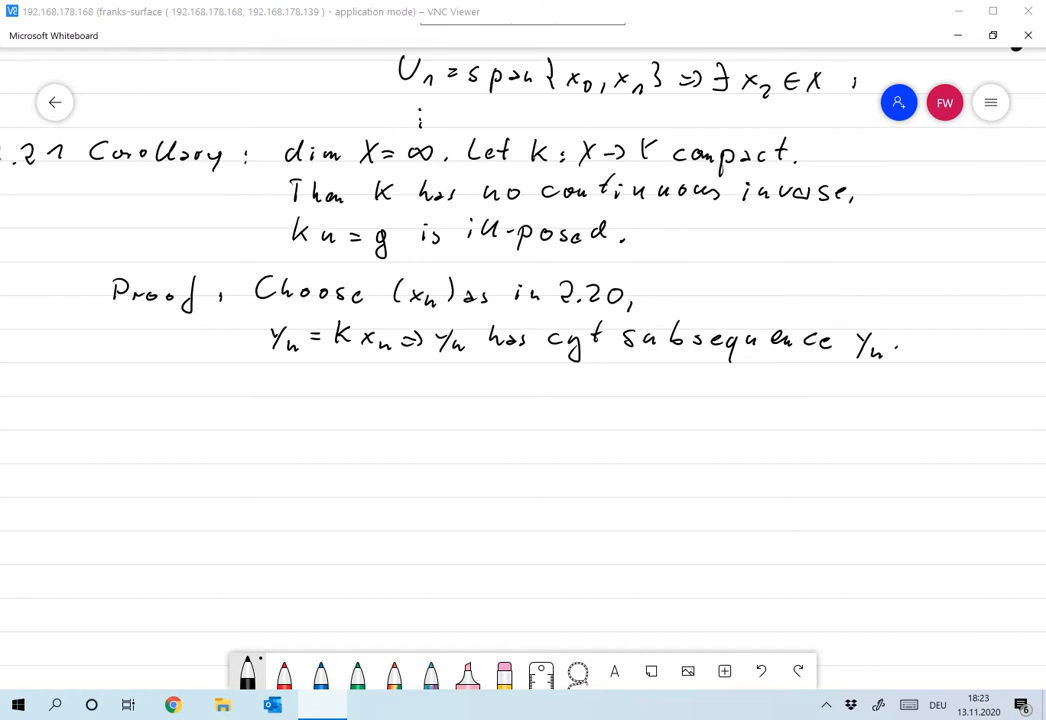 192.168.178.168 (franks-surface ( 192.168.178.168, 192.168.178.139 ) - application mode) – VNC Viewer
Microsoft Whiteboard
U₁ = span {x₀, x₁} ⇒ ∃ x₂ ∈ X ,
⋮
FW
2.21 Corollary : dim X = ∞. Let K : X → Y compact.
Then K has no continuous inverse,
K u = g is ill-posed.
Proof : Choose (xₙ) as in 2.20,
yₙ = K xₙ ⇒ yₙ has cgt subsequence yₙ.
A
DEU
18:23
13.11.2020
6